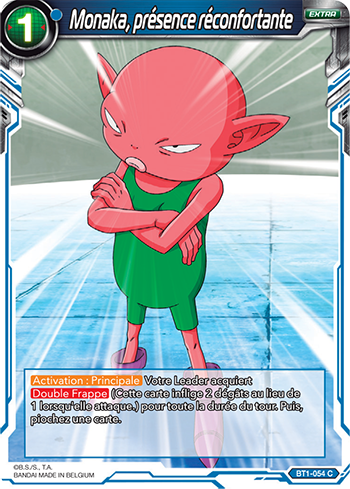 1
Monaka, présence réconfortante
EXTRA
Activation : Principale Votre Leader acquiert
Double Frappe (Cette carte inflige 2 dégâts au lieu de
1 lorsqu'elle attaque.) pour toute la durée du tour. Puis,
piochez une carte.
©B.S./S., T.A.
BANDAI MADE IN BELGIUM
BT1-054 C